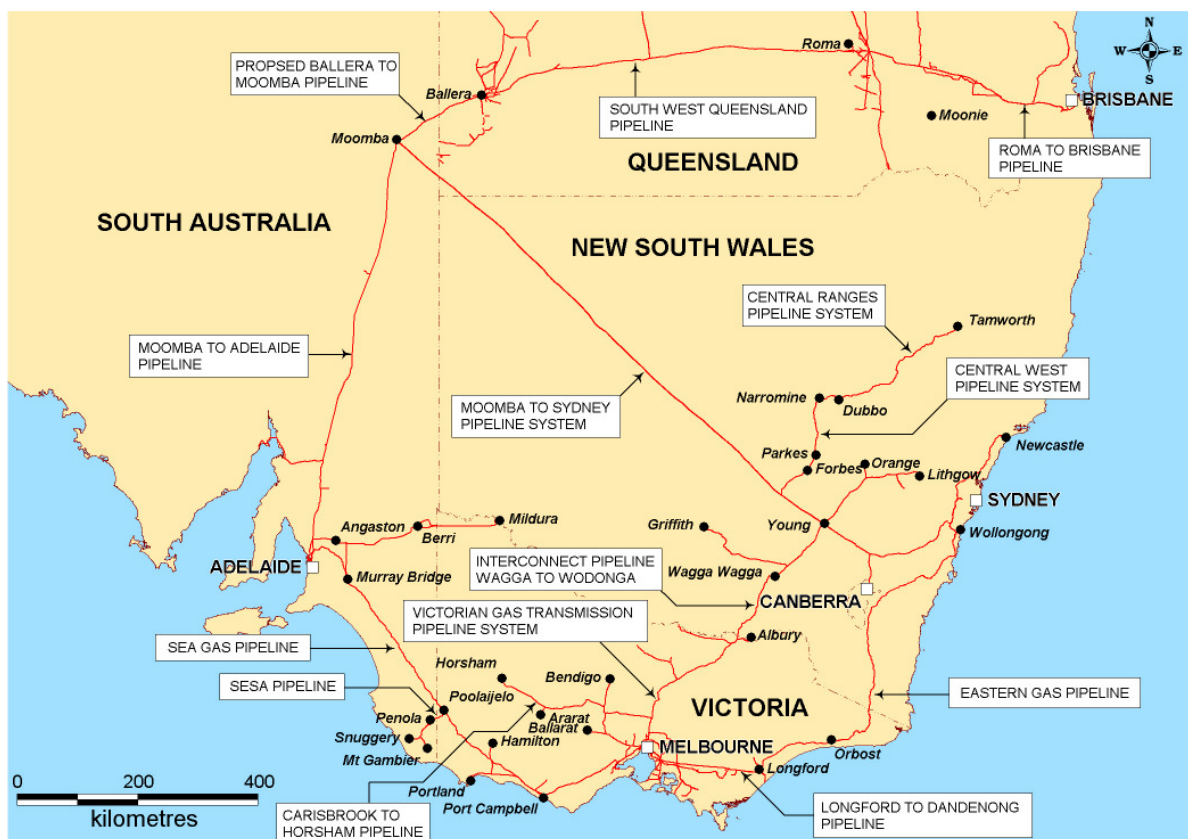 N
W E
S
Roma
PROPSED BALLERA TO
MOOMBA PIPELINE
Ballera
SOUTH WEST QUEENSLAND
PIPELINE
BRISBANE
Moonie
Moomba
ROMA TO BRISBANE
PIPELINE
QUEENSLAND
SOUTH AUSTRALIA
NEW SOUTH WALES
CENTRAL RANGES
PIPELINE SYSTEM
Tamworth
MOOMBA TO ADELAIDE
PIPELINE
CENTRAL WEST
PIPELINE SYSTEM
MOOMBA TO SYDNEY
PIPELINE SYSTEM
Narromine
Dubbo
Newcastle
Parkes
Forbes
Orange
Lithgow
SYDNEY
Angaston
Berri
Mildura
Griffith
Young
Wollongong
ADELAIDE
Murray Bridge
INTERCONNECT PIPELINE
WAGGA TO WODONGA
Wagga Wagga
CANBERRA
VICTORIAN GAS TRANSMISSION
PIPELINE SYSTEM
Albury
SEA GAS PIPELINE
Horsham
Bendigo
SESA PIPELINE
Poolaijelo
VICTORIA
EASTERN GAS PIPELINE
Penola
Ararat
Ballarat
Snuggery
Hamilton
MELBOURNE
Orbost
Mt Gambier
Longford
Portland
Port Campbell
0 200 400
kilometres
CARISBROOK TO
HORSHAM PIPELINE
LONGFORD TO DANDENONG
PIPELINE